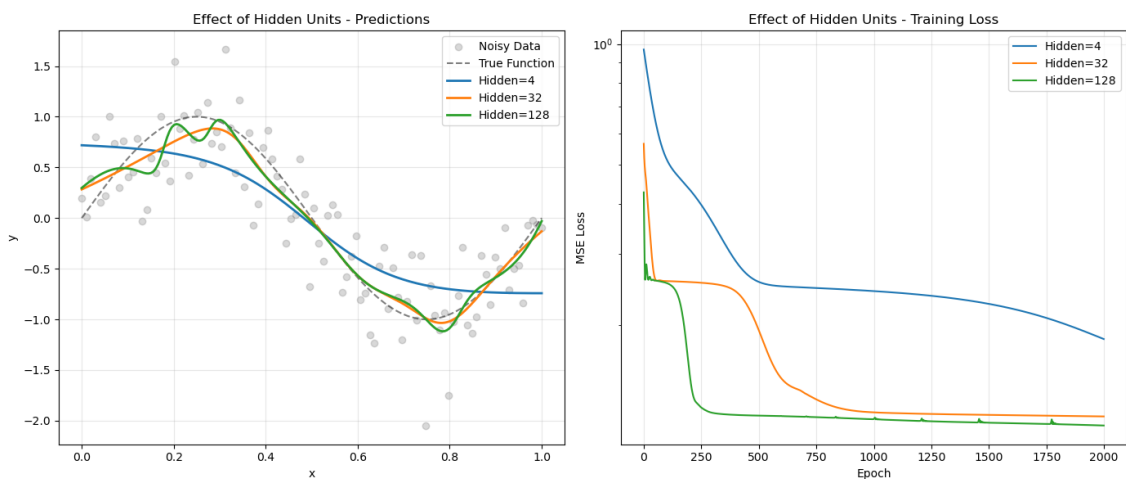 Effect of Hidden Units - Predictions
Noisy Data
True Function
Hidden=4
Hidden=32
Hidden=128
y
1.5
1.0
0.5
0.0
−0.5
−1.0
−1.5
−2.0
0.0 0.2 0.4 0.6 0.8 1.0
x
Effect of Hidden Units - Training Loss
Hidden=4
Hidden=32
Hidden=128
MSE Loss
10⁰
0 250 500 750 1000 1250 1500 1750 2000
Epoch